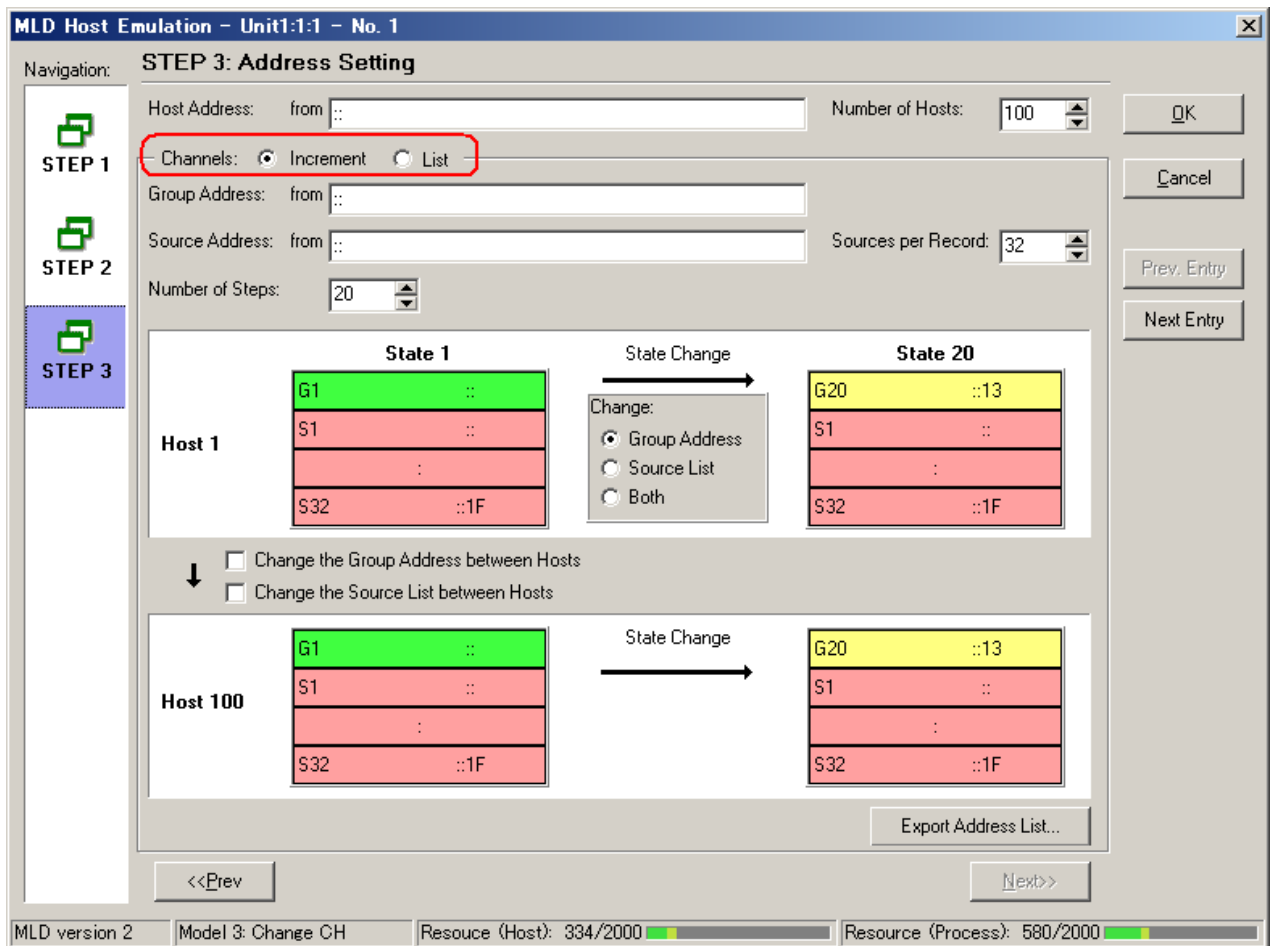 MLD Host Emulation - Unit1:1:1 - No. 1
Navigation:
STEP 1
STEP 2
STEP 3
STEP 3: Address Setting
Host Address: from ::
Number of Hosts: 100
Channels: Increment List
Group Address: from ::
Source Address: from ::
Sources per Record: 32
Number of Steps: 20
State 1
State Change
State 20
Host 1
G1 ::
S1 ::
:
S32 ::1F
Change:
Group Address
Source List
Both
G20 ::13
S1 ::
:
S32 ::1F
Change the Group Address between Hosts
Change the Source List between Hosts
Host 100
G1 ::
S1 ::
:
S32 ::1F
State Change
G20 ::13
S1 ::
:
S32 ::1F
Export Address List...
<<Prev
Next>>
OK
Cancel
Prev. Entry
Next Entry
MLD version 2
Model 3: Change CH
Resouce (Host): 334/2000
Resource (Process): 580/2000